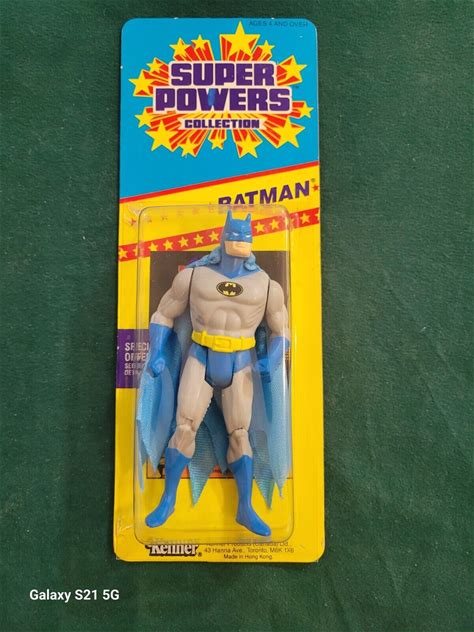 AGES 4 AND OVER
SUPER
POWERS
COLLECTION
BATMAN
Kenner
43 Hanna Ave., Toronto, M6K 1X6
Made in Hong Kong.
Galaxy S21 5G